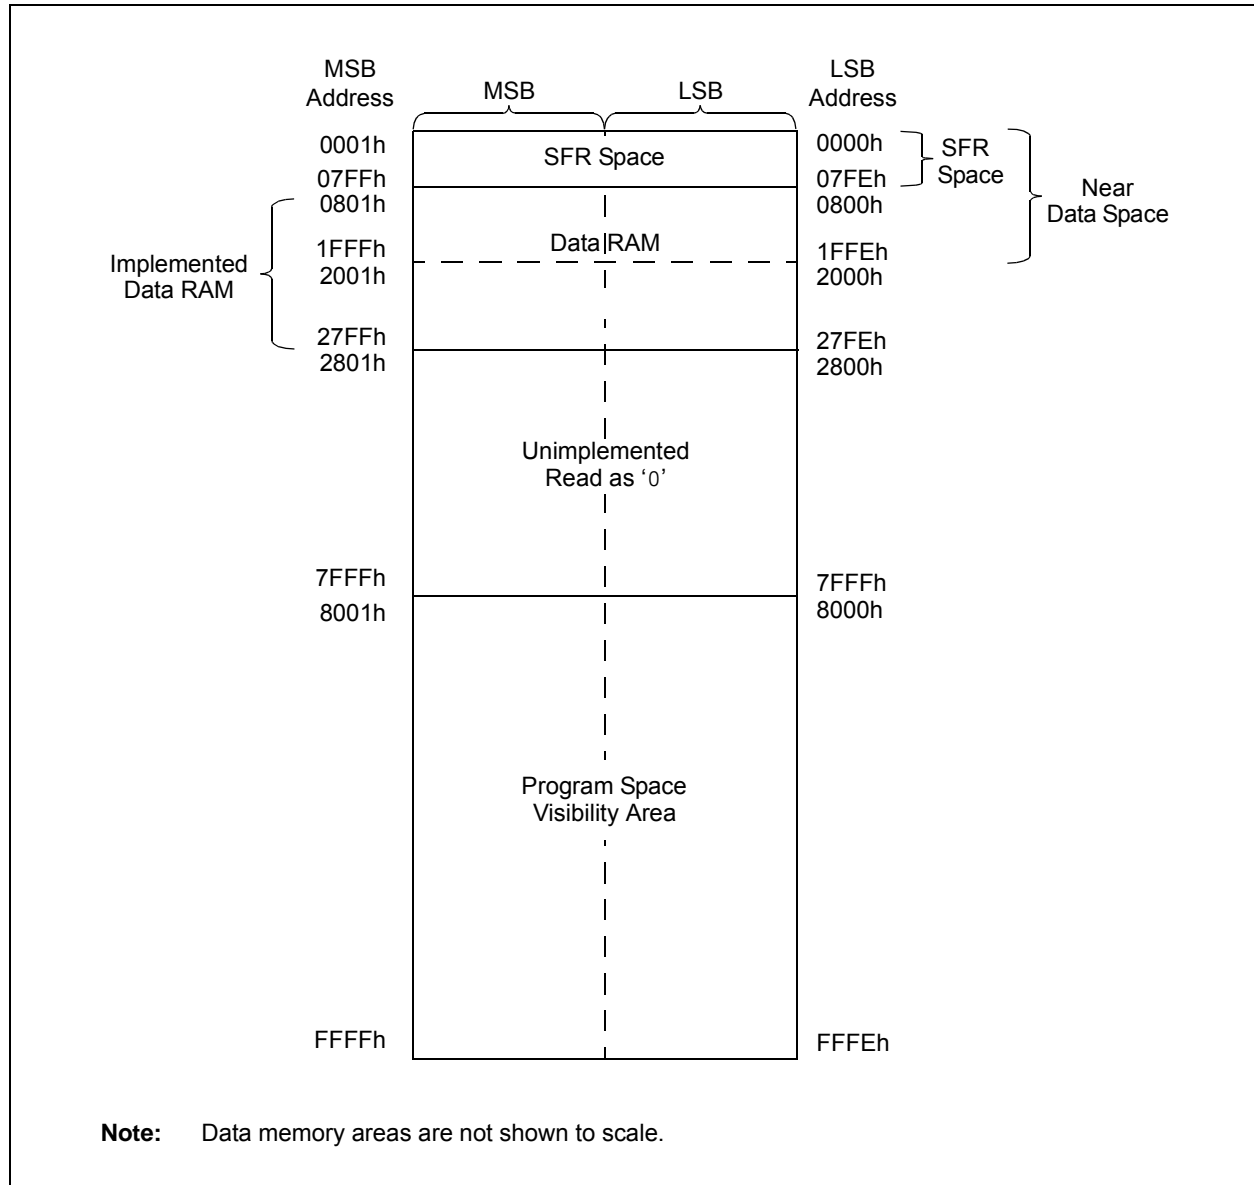 MSB
Address
LSB
Address
MSB
LSB
0001h
SFR Space
0000h
SFR
Space
07FFh
07FEh
Near
Data Space
0801h
0800h
Implemented
Data RAM
1FFFh
Data RAM
1FFEh
2001h
2000h
27FFh
27FEh
2801h
2800h
Unimplemented
Read as ‘0’
7FFFh
7FFFh
8001h
8000h
Program Space
Visibility Area
FFFFh
FFFEh
Note: Data memory areas are not shown to scale.